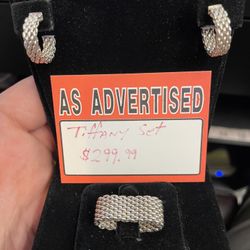 AS ADVERTISED
Tiffany Set
$299.99